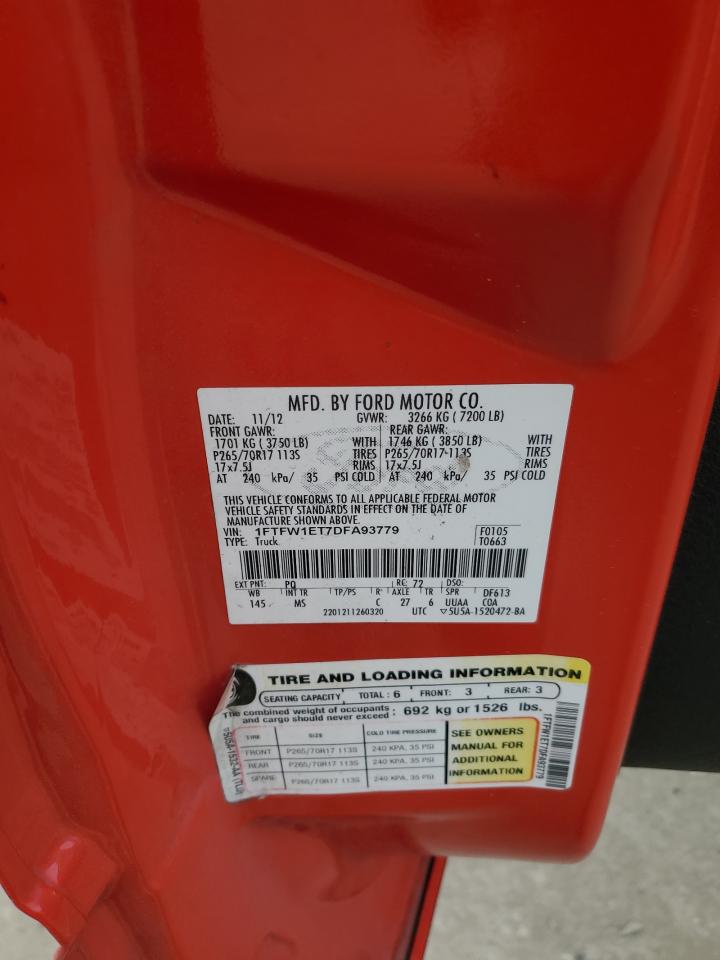 MFD. BY FORD MOTOR CO.
DATE: 11/12 GVWR: 3266 KG ( 7200 LB)
FRONT GAWR: REAR GAWR:
1701 KG ( 3750 LB) WITH 1746 KG ( 3850 LB) WITH
P265/70R17 113S TIRES P265/70R17 113S TIRES
17x7.5J RIMS 17x7.5J RIMS
AT 240 kPa/ 35 PSI COLD AT 240 kPa/ 35 PSI COLD
THIS VEHICLE CONFORMS TO ALL APPLICABLE FEDERAL MOTOR
VEHICLE SAFETY STANDARDS IN EFFECT ON THE DATE OF
MANUFACTURE SHOWN ABOVE.
VIN: 1FTFW1ET7DFA93779 F0105
TYPE: Truck T0663
EXT PNT: PQ RC: 72 DSO:
WB INT TR TP/PS R AXLE TR SPR DF613
145 MS C 27 6 UUAA COA
2201211260320 UTC ▽5U5A-1520472-BA
TIRE AND LOADING INFORMATION
SEATING CAPACITY TOTAL: 6 FRONT: 3 REAR: 3
The combined weight of occupants and cargo should never exceed: 692 kg or 1526 lbs.
TIRE SIZE COLD TIRE PRESSURE
FRONT P265/70R17 113S 240 KPA, 35 PSI
REAR P265/70R17 113S 240 KPA, 35 PSI
SPARE P265/70R17 113S 240 KPA, 35 PSI
SEE OWNERS
MANUAL FOR
ADDITIONAL
INFORMATION
1FTFW1ET7DFA93779